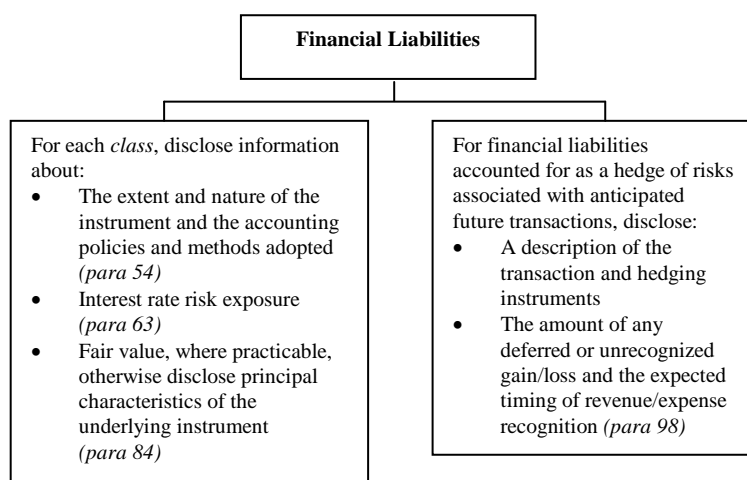 Financial Liabilities
For each class, disclose information
about:
• The extent and nature of the
instrument and the accounting
policies and methods adopted
(para 54)
• Interest rate risk exposure
(para 63)
• Fair value, where practicable,
otherwise disclose principal
characteristics of the
underlying instrument
(para 84)
For financial liabilities
accounted for as a hedge of risks
associated with anticipated
future transactions, disclose:
• A description of the
transaction and hedging
instruments
• The amount of any
deferred or unrecognized
gain/loss and the expected
timing of revenue/expense
recognition (para 98)